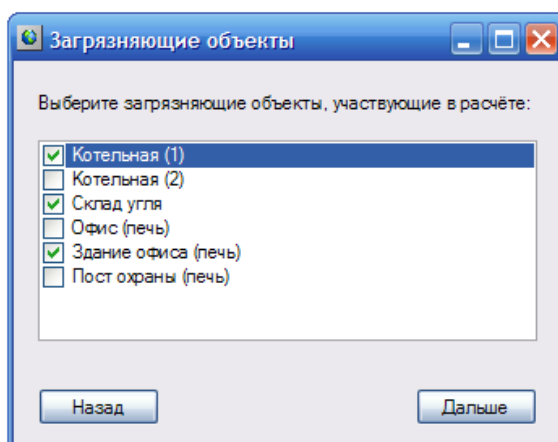 Загрязняющие объекты
Выберите загрязняющие объекты, участвующие в расчёте:
Котельная (1)
Котельная (2)
Склад угля
Офис (печь)
Здание офиса (печь)
Пост охраны (печь)
Назад
Дальше